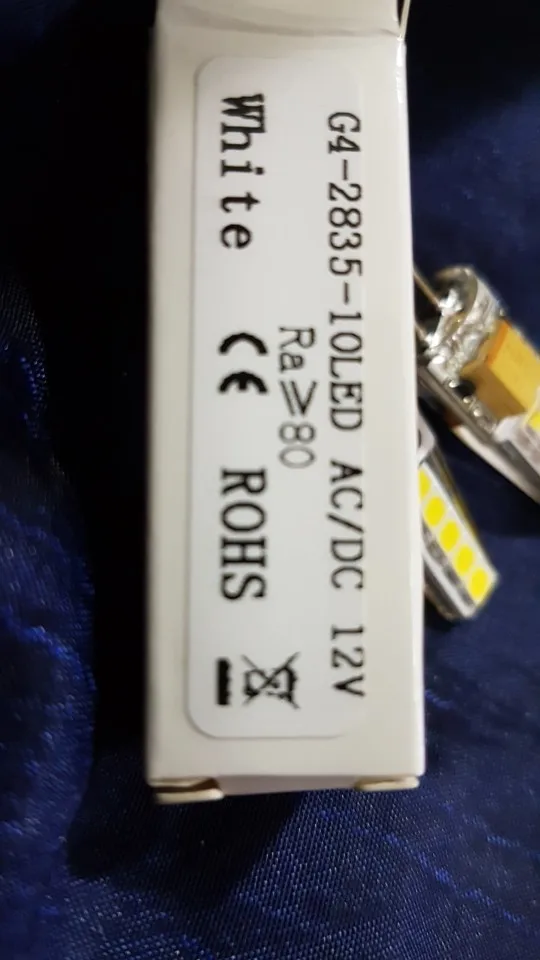 G4-2835-10LED AC/DC 12V
Ra≥80
White CE ROHS